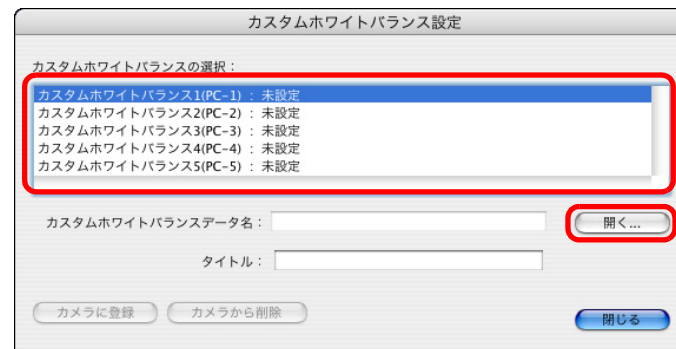 カスタムホワイトバランス設定
カスタムホワイトバランスの選択：
カスタムホワイトバランス1(PC-1) : 未設定
カスタムホワイトバランス2(PC-2) : 未設定
カスタムホワイトバランス3(PC-3) : 未設定
カスタムホワイトバランス4(PC-4) : 未設定
カスタムホワイトバランス5(PC-5) : 未設定
カスタムホワイトバランスデータ名： 開く...
タイトル：
カメラに登録 カメラから削除 閉じる